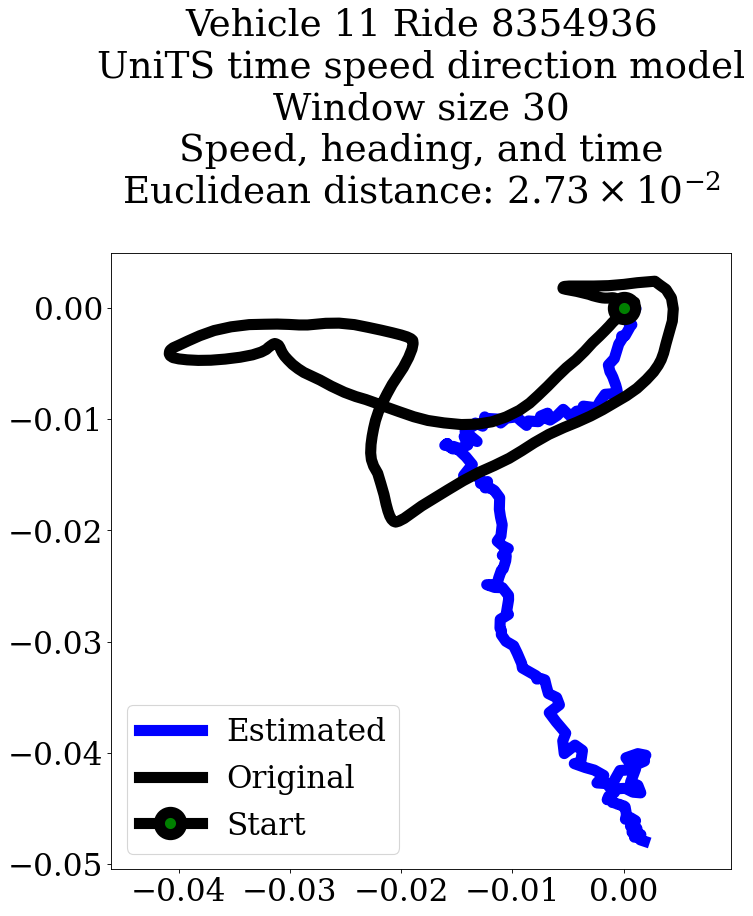 Vehicle 11 Ride 8354936
UniTS time speed direction model
Window size 30
Speed, heading, and time
Euclidean distance: 2.73 × 10⁻²
0.00
−0.01
−0.02
−0.03
−0.04
−0.05
Estimated
Original
Start
−0.04 −0.03 −0.02 −0.01 0.00